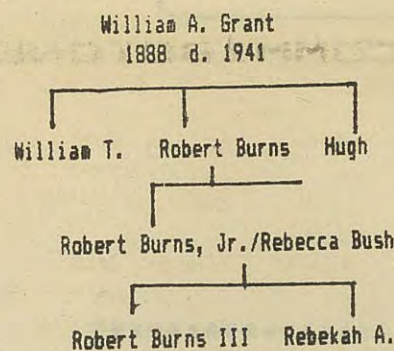 William A. Grant
1888 d. 1941
William T. Robert Burns Hugh
Robert Burns, Jr./Rebecca Bush
Robert Burns III Rebekah A.